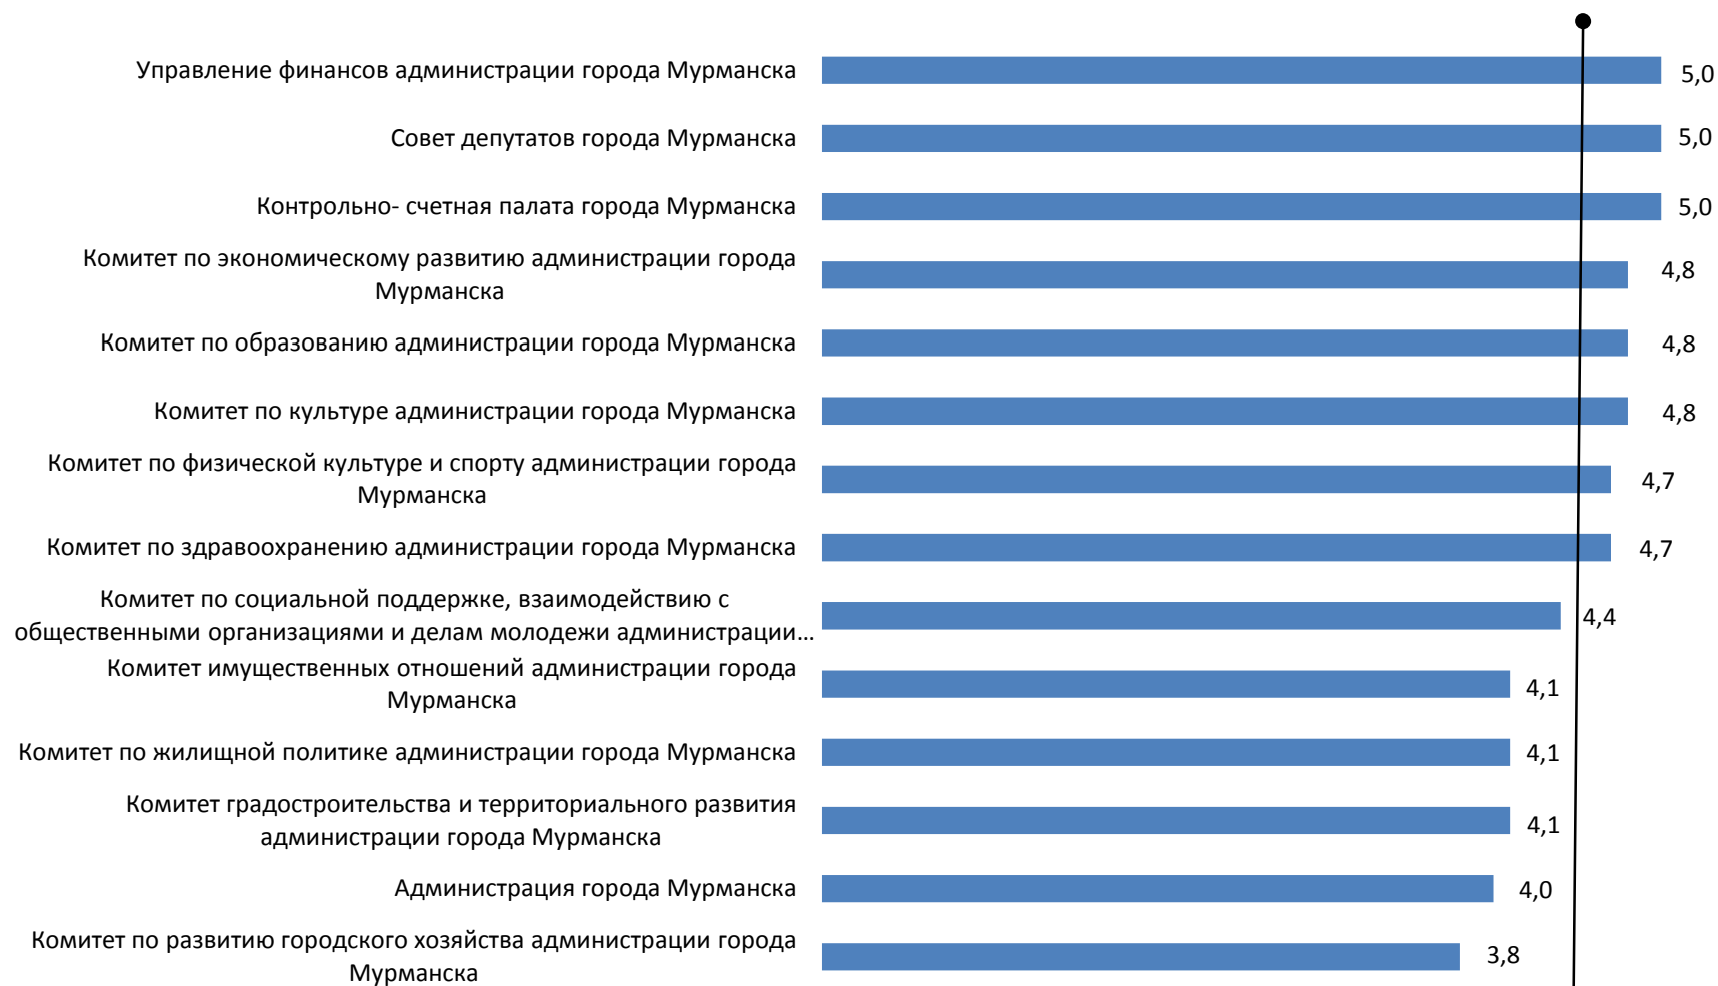 Управление финансов администрации города Мурманска
5,0
Совет депутатов города Мурманска
5,0
Контрольно- счетная палата города Мурманска
5,0
Комитет по экономическому развитию администрации города
Мурманска
4,8
Комитет по образованию администрации города Мурманска
4,8
Комитет по культуре администрации города Мурманска
4,8
Комитет по физической культуре и спорту администрации города
Мурманска
4,7
Комитет по здравоохранению администрации города Мурманска
4,7
Комитет по социальной поддержке, взаимодействию с
общественными организациями и делам молодежи администрации...
4,4
Комитет имущественных отношений администрации города
Мурманска
4,1
Комитет по жилищной политике администрации города Мурманска
4,1
Комитет градостроительства и территориального развития
администрации города Мурманска
4,1
Администрация города Мурманска
4,0
Комитет по развитию городского хозяйства администрации города
Мурманска
3,8